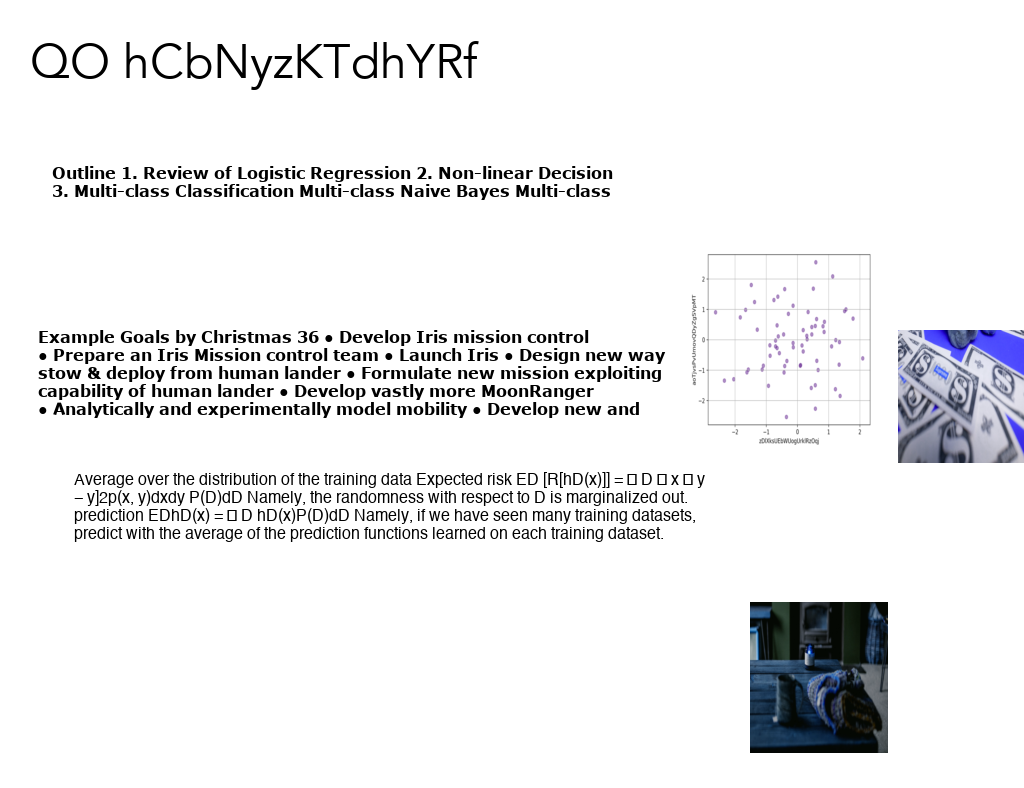 QO hCbNyzKTdhYRf
Outline 1. Review of Logistic Regression 2. Non-linear Decision
3. Multi-class Classification Multi-class Naive Bayes Multi-class
Example Goals by Christmas 36 ● Develop Iris mission control
● Prepare an Iris Mission control team ● Launch Iris ● Design new way
stow & deploy from human lander ● Formulate new mission exploiting
capability of human lander ● Develop vastly more MoonRanger
● Analytically and experimentally model mobility ● Develop new and
Average over the distribution of the training data Expected risk ED [R[hD(x)]] = □ D □ x □ y
− y]2p(x, y)dxdy P(D)dD Namely, the randomness with respect to D is marginalized out.
prediction EDhD(x) = □ D hD(x)P(D)dD Namely, if we have seen many training datasets,
predict with the average of the prediction functions learned on each training dataset.
2
1
0
−1
−2
−2 −1 0 1 2